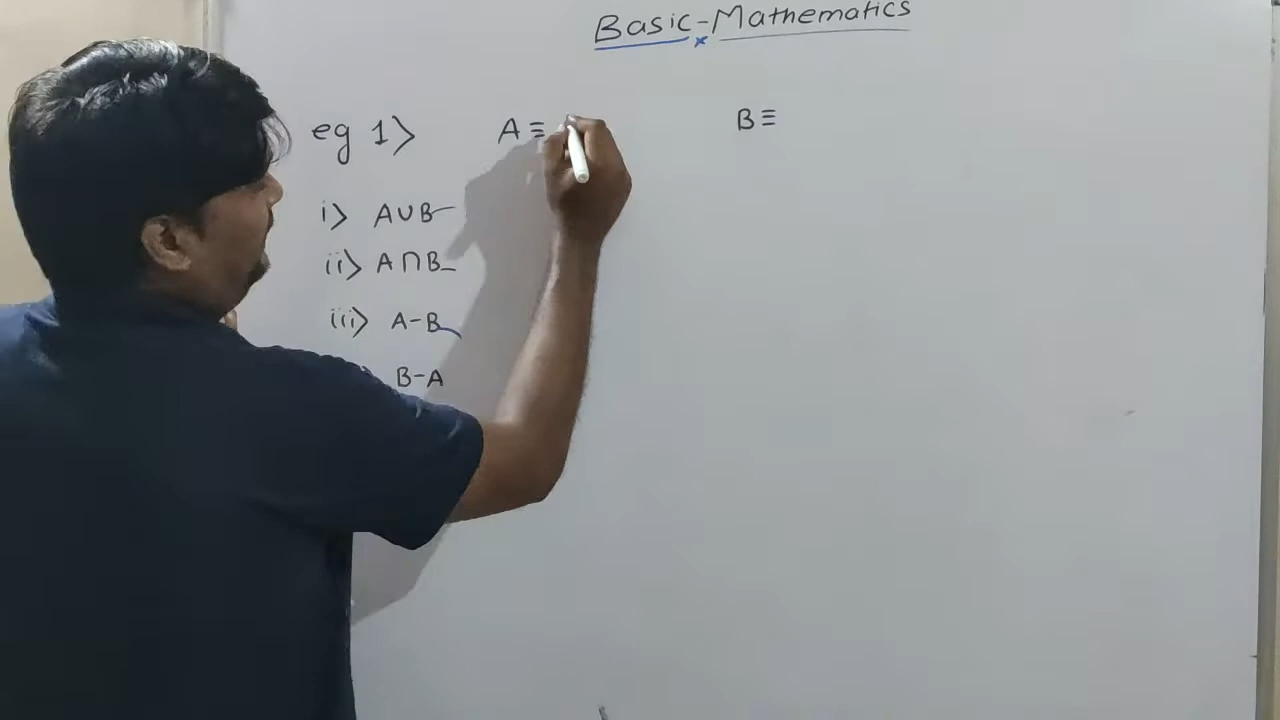 Basic-Mathematics
eg 1> A ≡ B ≡
i> A∪B
ii> A∩B
iii> A-B
B-A